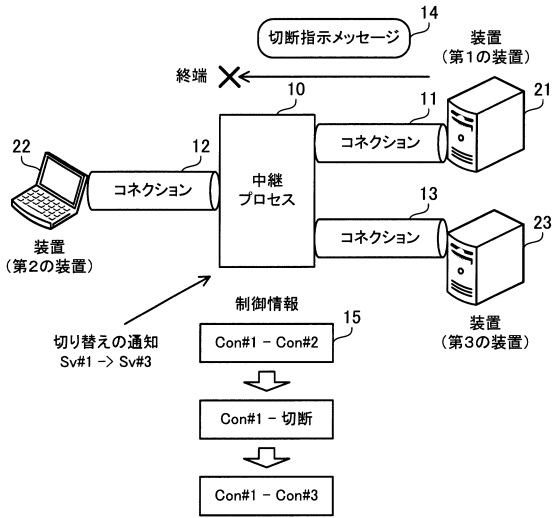 切断指示メッセージ
14
装置
(第1の装置)
終端
10
11
21
コネクション
22
12
コネクション
中継
プロセス
13
コネクション
23
装置
(第2の装置)
装置
(第3の装置)
切り替えの通知
Sv#1 -> Sv#3
制御情報
15
Con#1 - Con#2
Con#1 - 切断
Con#1 - Con#3